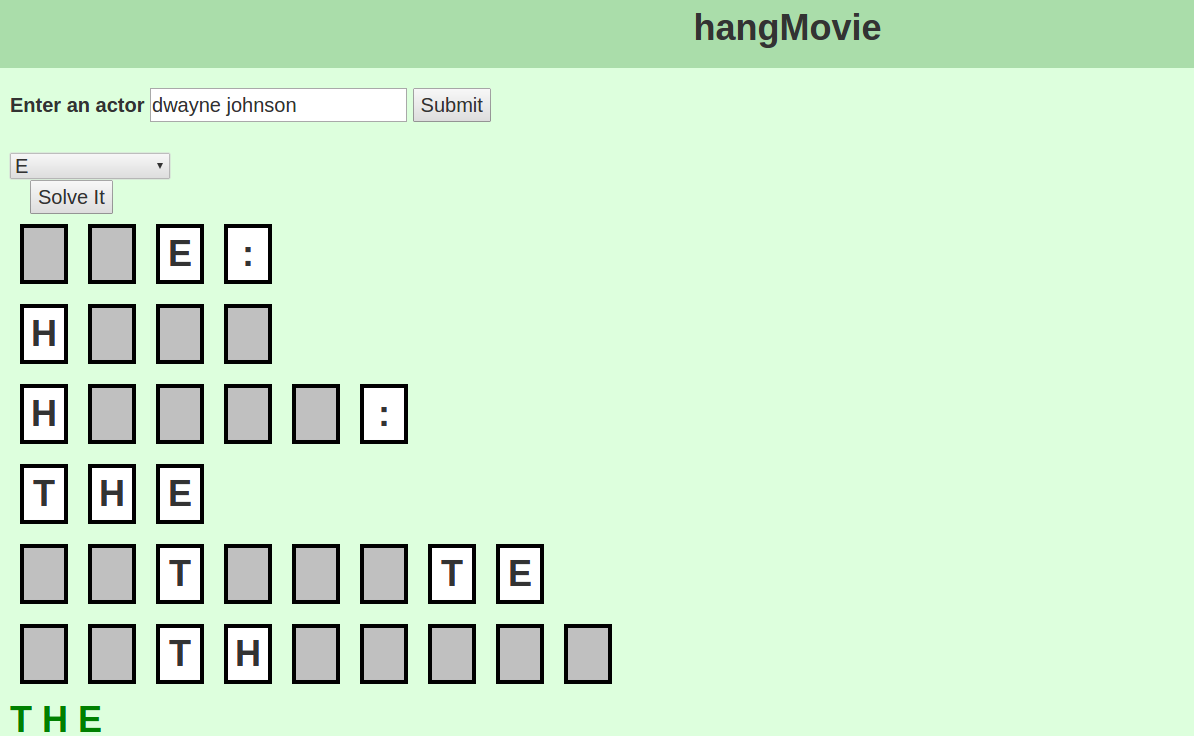 hangMovie
Enter an actor dwayne johnson Submit
E
Solve It
E :
H
H :
T H E
T T E
T H
T H E